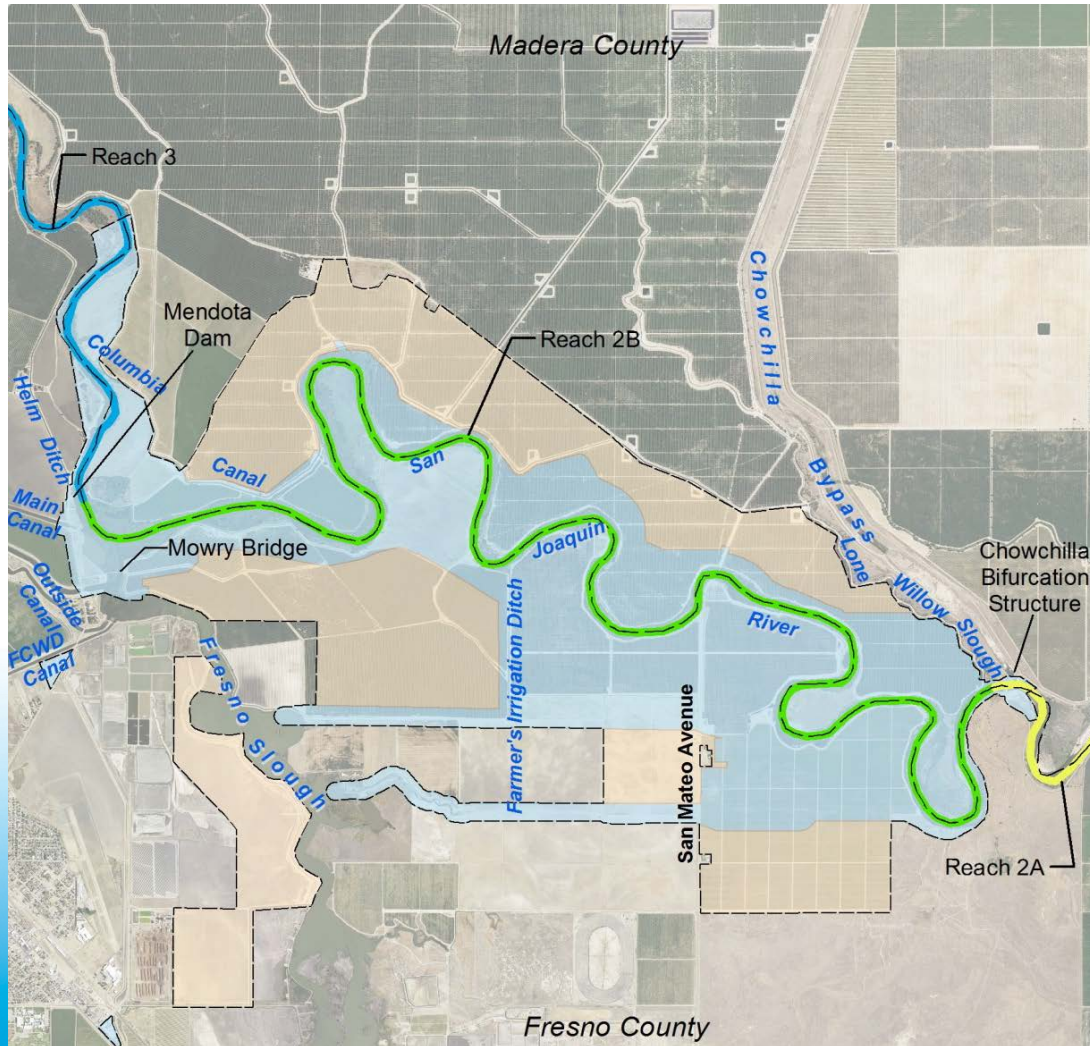 Madera County
Reach 3
Mendota
Dam
Columbia
Canal
Helm Ditch
Main
Canal
Mowry Bridge
Outside
Canal
FCWD
Canal
Fresno
Slough
Reach 2B
San
Joaquin
River
Farmer's Irrigation Ditch
San Mateo Avenue
Chowchilla
Bypass
Lone
Willow Slough
Chowchilla
Bifurcation
Structure
Reach 2A
Fresno County